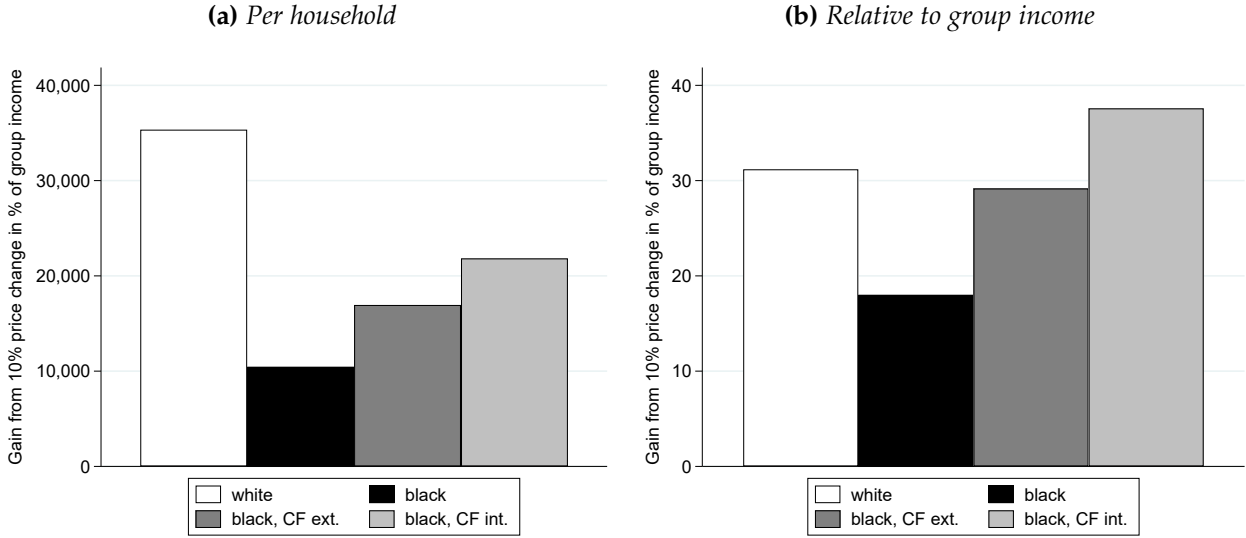 (a) Per household
Gain from 10% price change in % of group income
40,000
30,000
20,000
10,000
0
white
black
black, CF ext.
black, CF int.
(b) Relative to group income
Gain from 10% price change in % of group income
40
30
20
10
0
white
black
black, CF ext.
black, CF int.